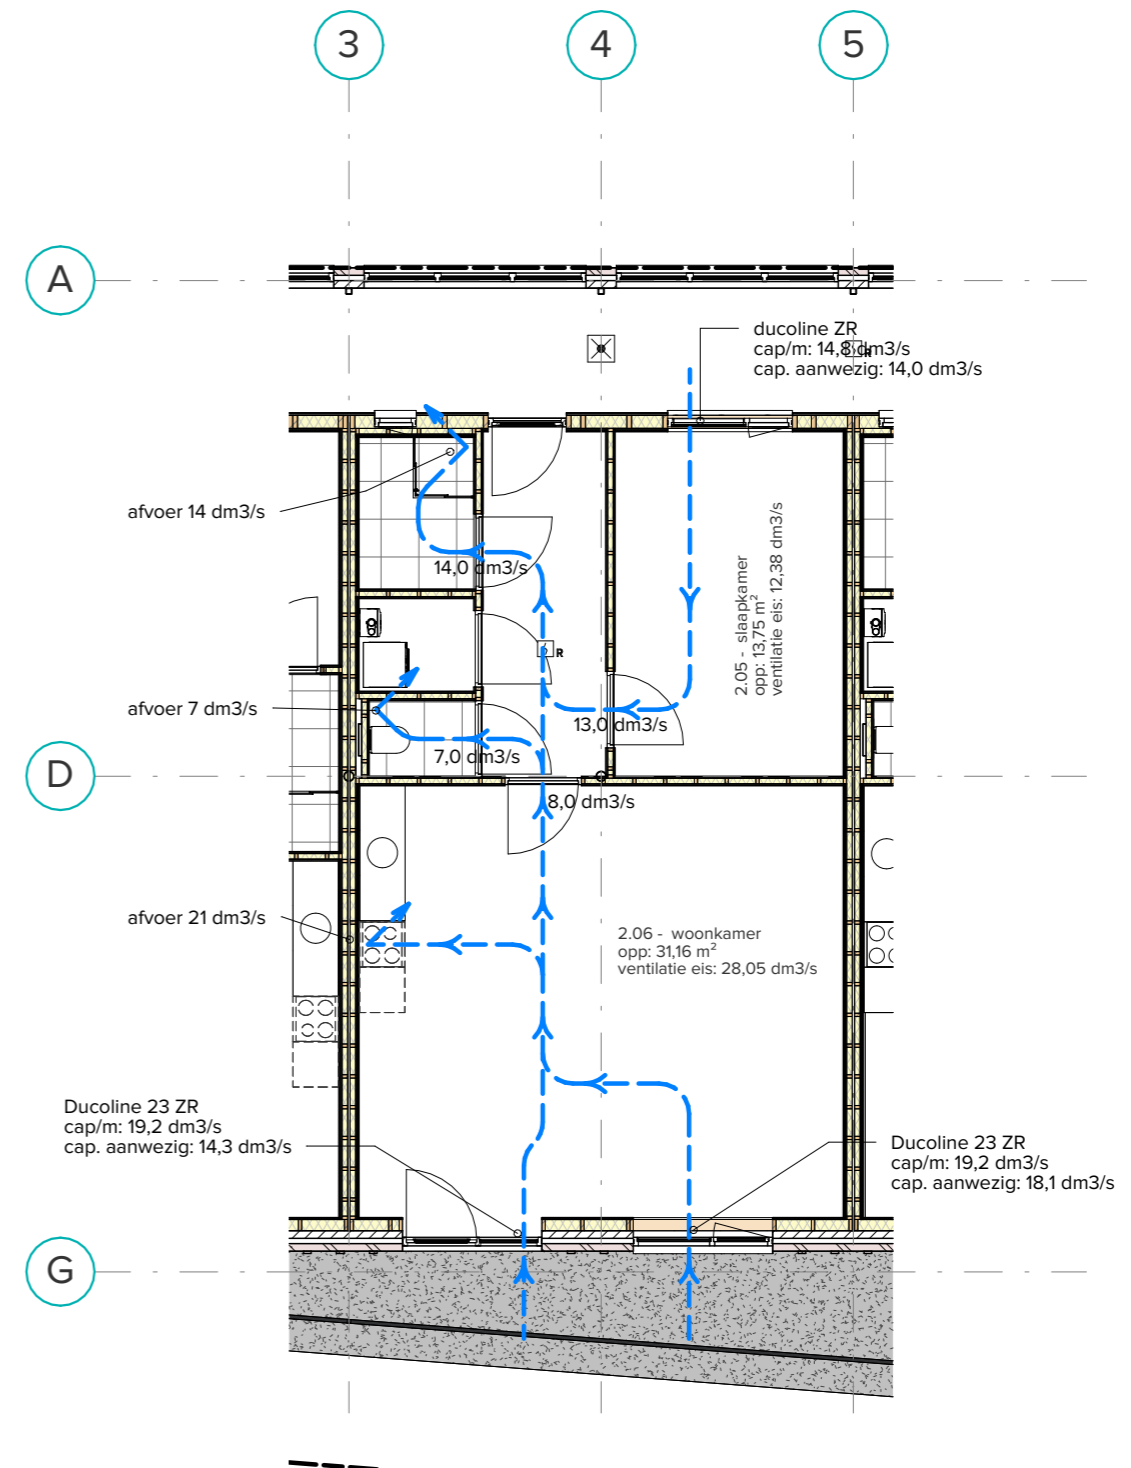 3
4
5
A
ducoline ZR
cap/m: 14,8 dm3/s
cap. aanwezig: 14,0 dm3/s
afvoer 14 dm3/s
14,0 dm3/s
2.05 - slaapkamer
opp: 13,75 m²
ventilatie eis: 12,38 dm3/s
R
afvoer 7 dm3/s
13,0 dm3/s
7,0 dm3/s
D
8,0 dm3/s
afvoer 21 dm3/s
2.06 - woonkamer
opp: 31,16 m²
ventilatie eis: 28,05 dm3/s
Ducoline 23 ZR
cap/m: 19,2 dm3/s
cap. aanwezig: 14,3 dm3/s
Ducoline 23 ZR
cap/m: 19,2 dm3/s
cap. aanwezig: 18,1 dm3/s
G